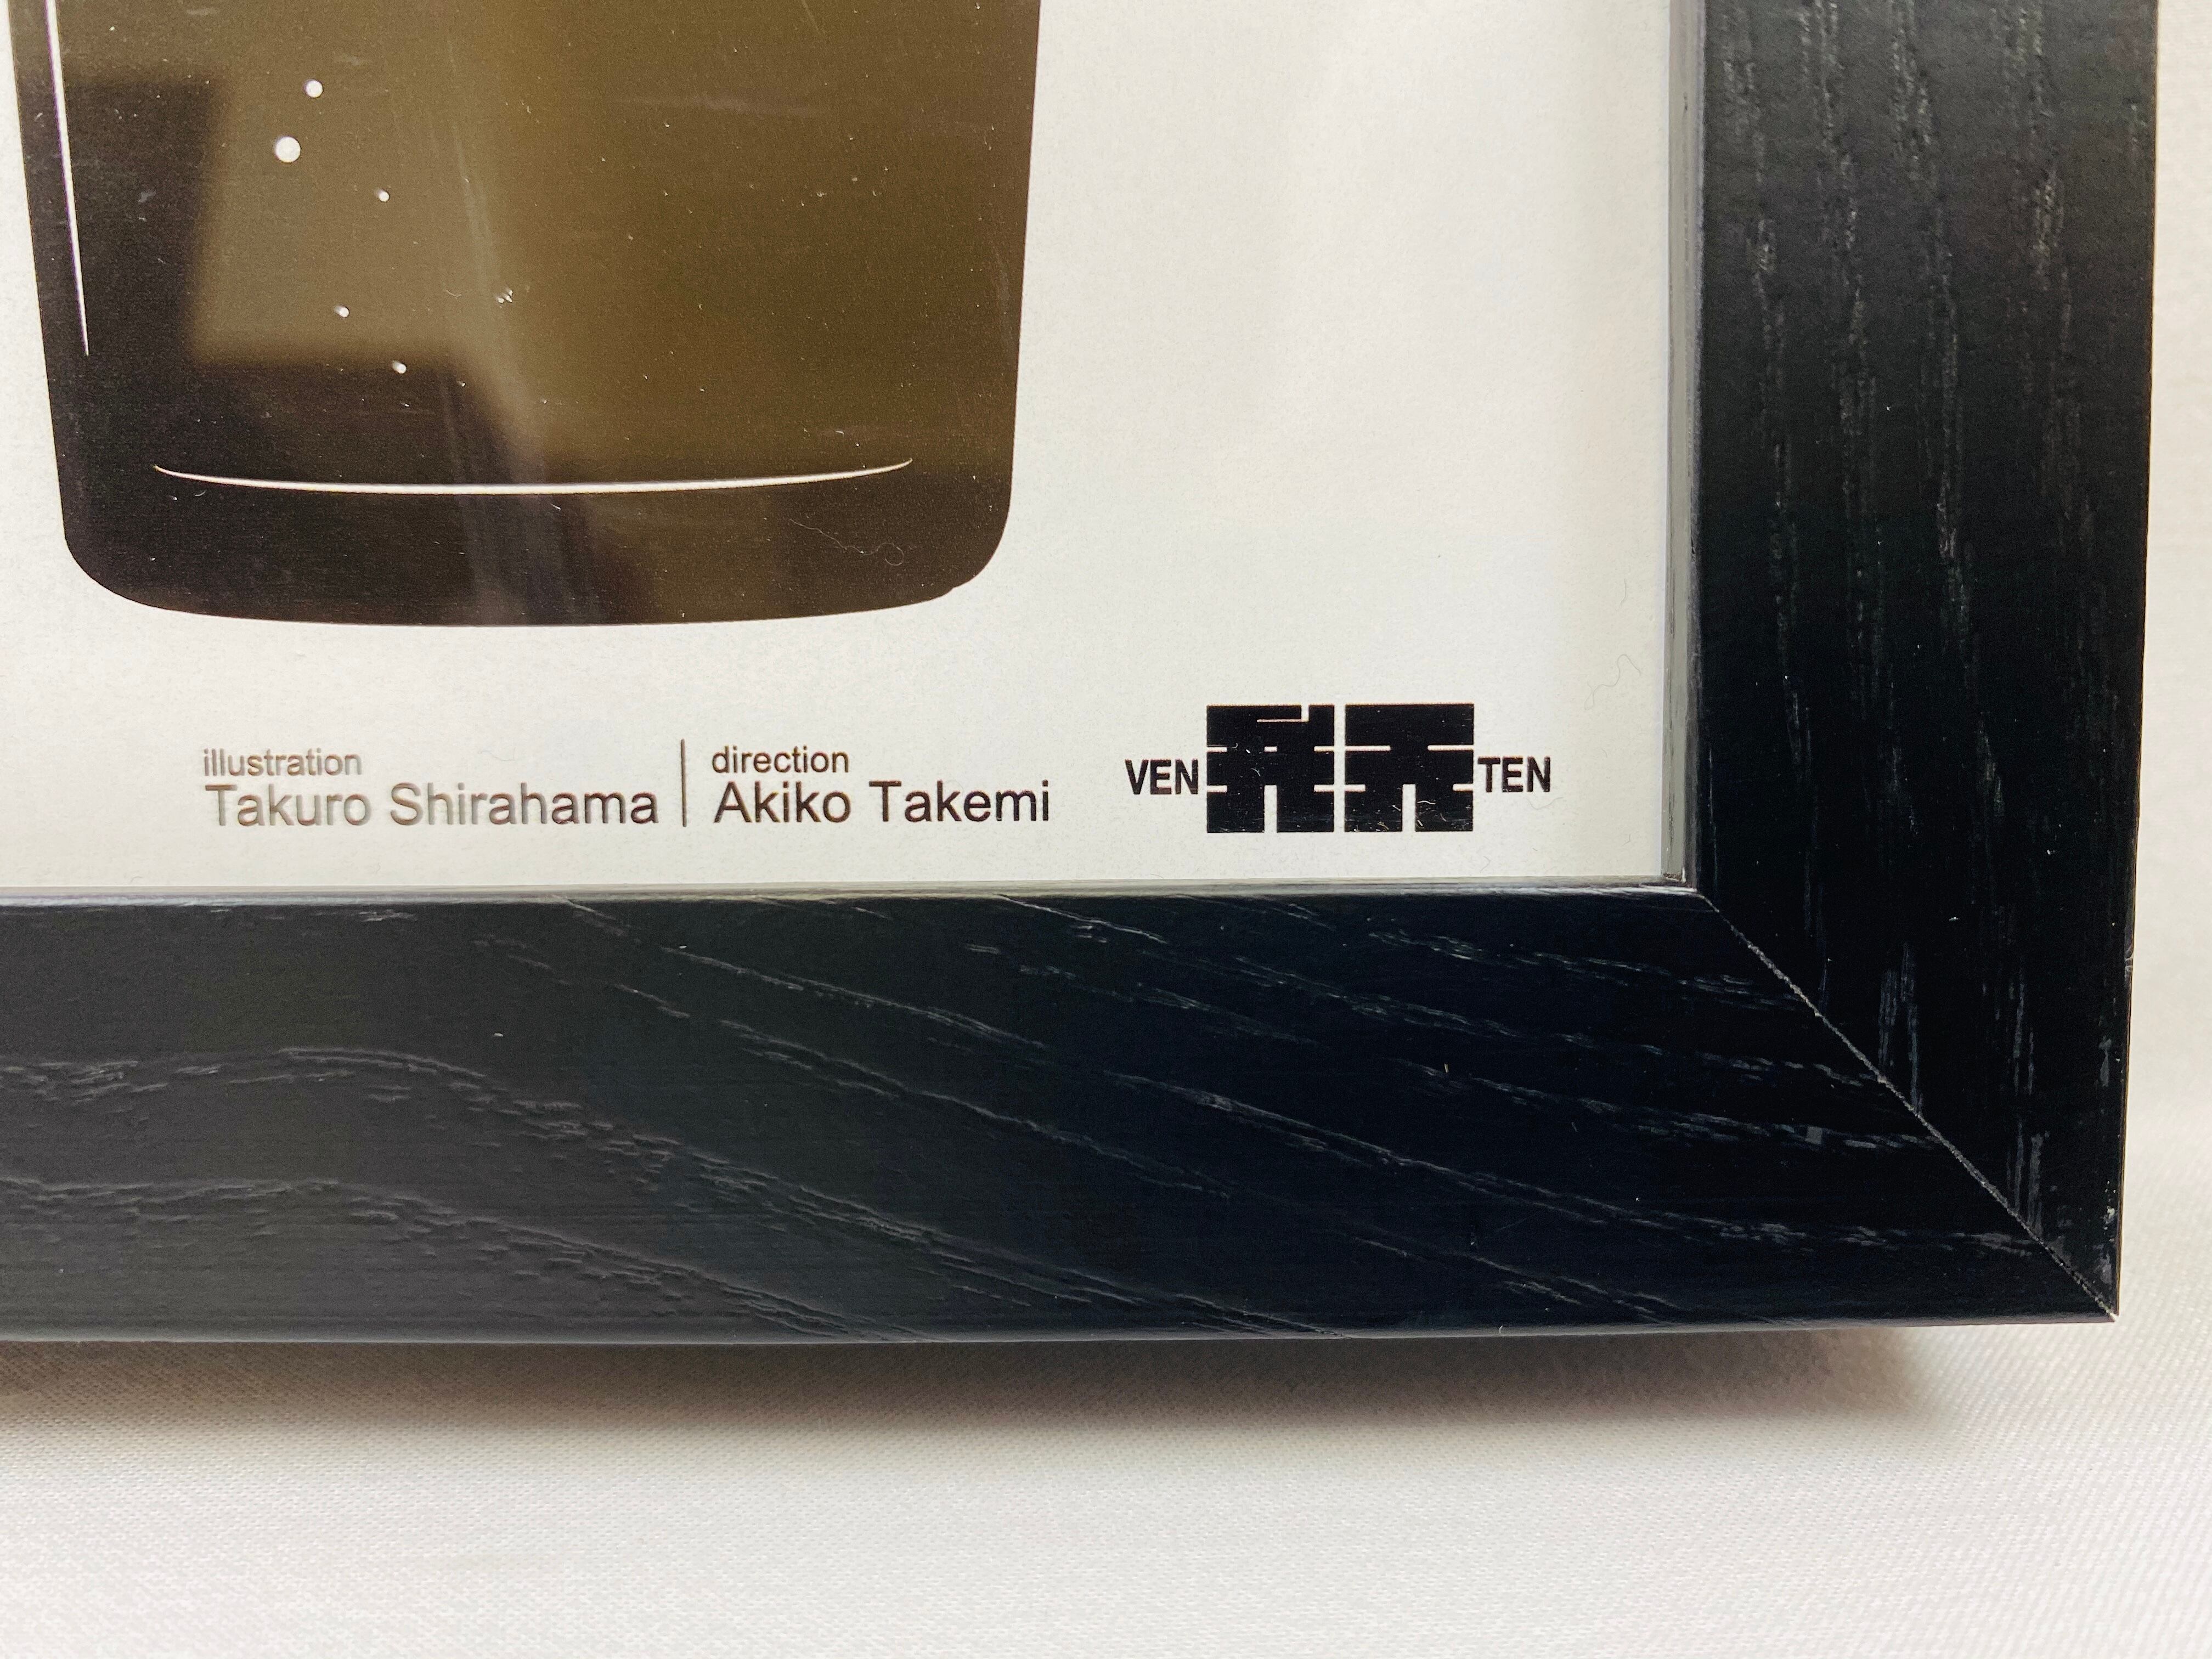 illustration
Takuro Shirahama
direction
Akiko Takemi
VEN TEN